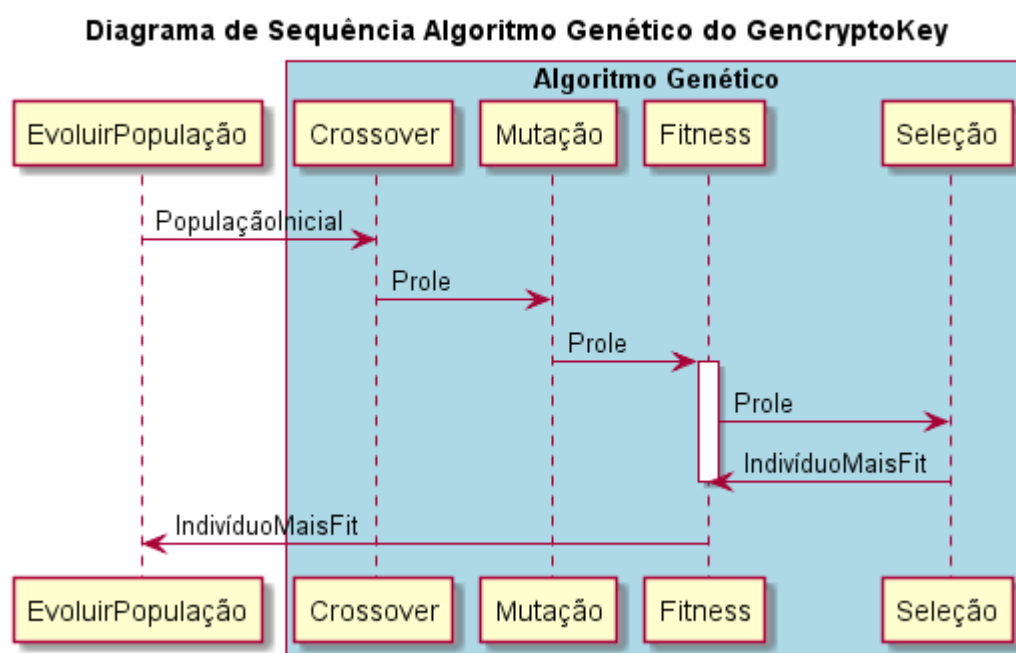 Diagrama de Sequência Algoritmo Genético do GenCryptoKey
Algoritmo Genético
EvoluirPopulação Crossover Mutação Fitness Seleção
PopulaçãoInicial
Prole
Prole
Prole
IndivíduoMaisFit
IndivíduoMaisFit
EvoluirPopulação Crossover Mutação Fitness Seleção